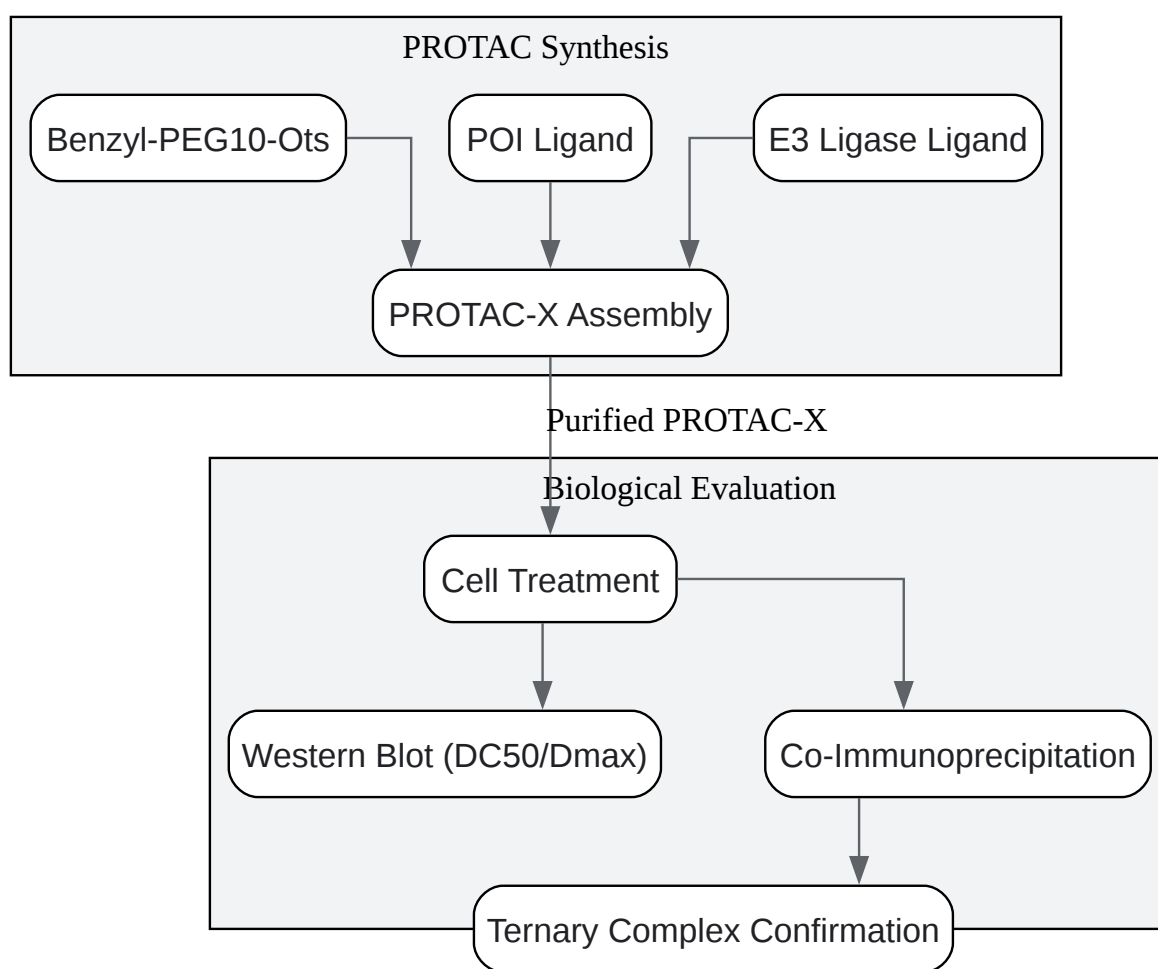 PROTAC Synthesis
Benzyl-PEG10-Ots
POI Ligand
E3 Ligase Ligand
PROTAC-X Assembly
Purified PROTAC-X
Biological Evaluation
Cell Treatment
Western Blot (DC50/Dmax)
Co-Immunoprecipitation
Ternary Complex Confirmation